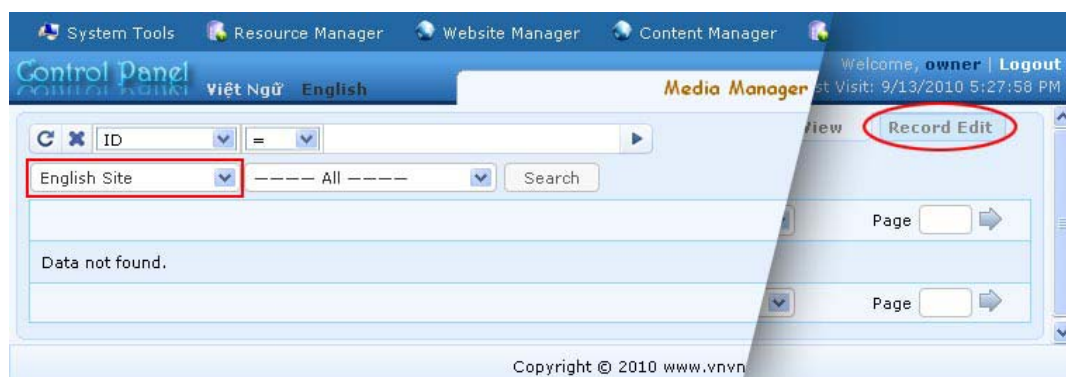 System Tools Resource Manager Website Manager Content Manager
Control Panel Việt Ngữ English Media Manager
Welcome, owner | Logout
st Visit: 9/13/2010 5:27:58 PM
ID = View Record Edit
English Site ---- All ---- Search
Page
Data not found.
Page
Copyright © 2010 www.vnvn